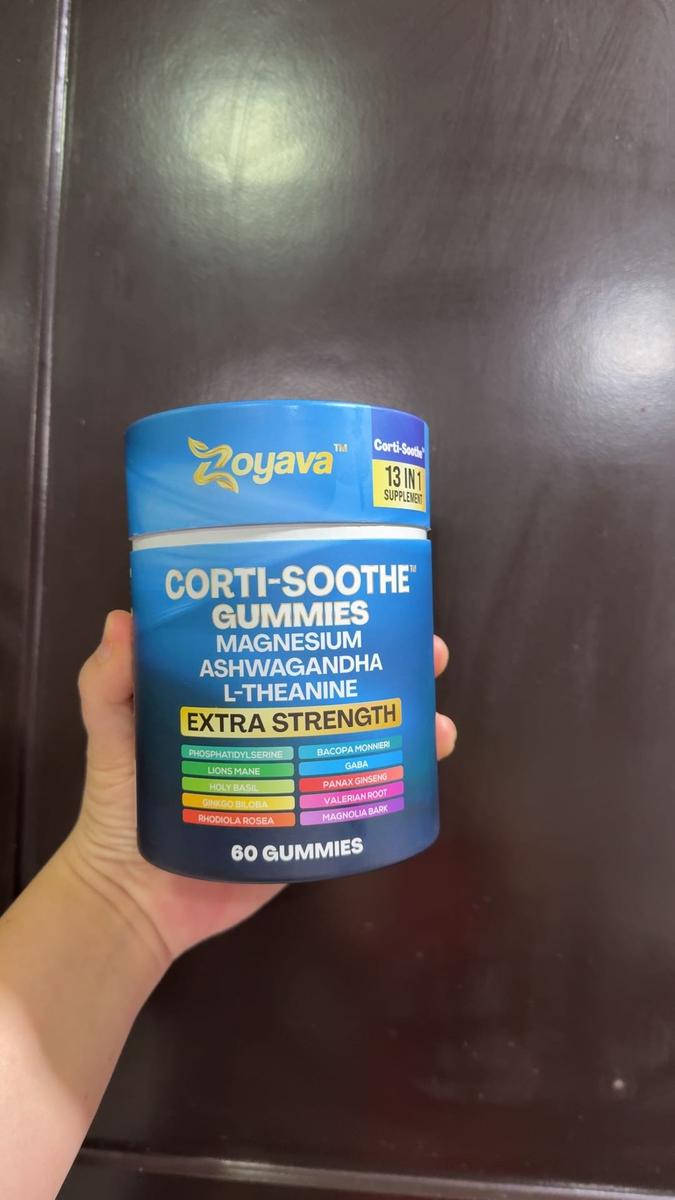 Zoyava™
Corti-Soothe™
13 IN 1
SUPPLEMENT
CORTI-SOOTHE™
GUMMIES
MAGNESIUM
ASHWAGANDHA
L-THEANINE
EXTRA STRENGTH
PHOSPHATIDYLSERINE
LIONS MANE
HOLY BASIL
GINKGO BILOBA
RHODIOLA ROSEA
BACOPA MONNIERI
GABA
PANAX GINSENG
VALERIAN ROOT
MAGNOLIA BARK
60 GUMMIES